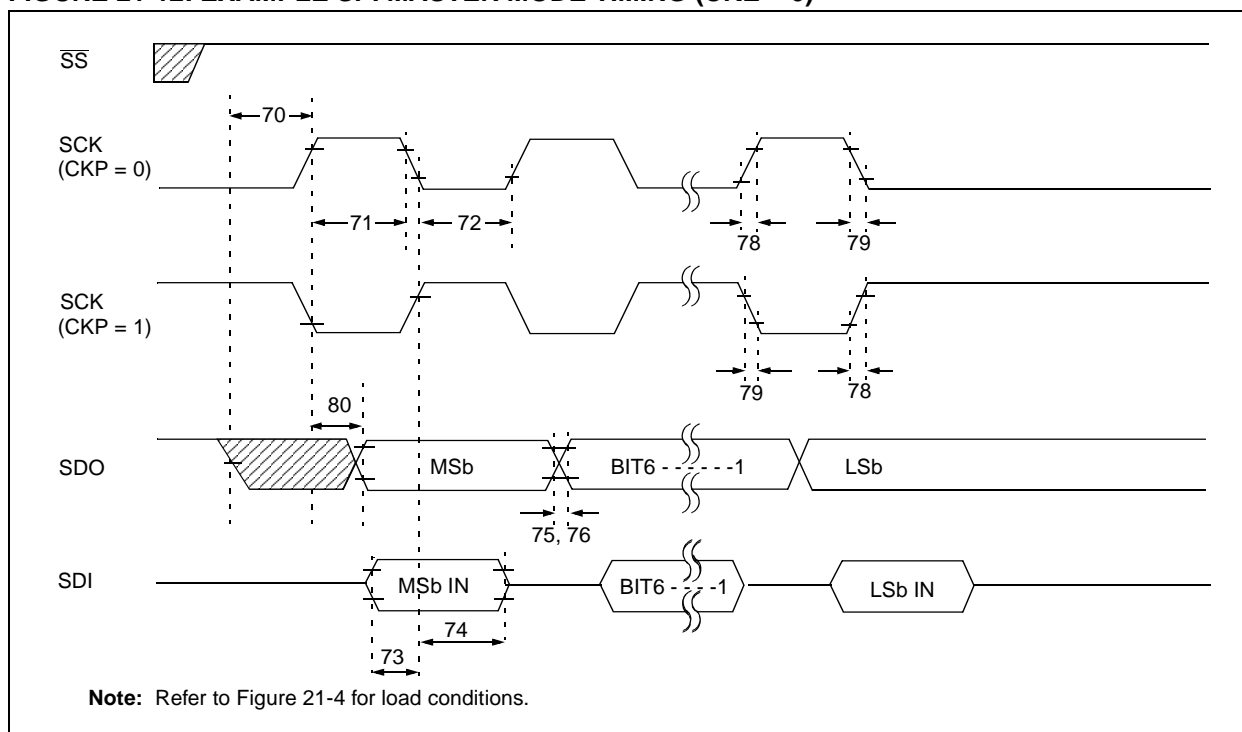 SS
70
SCK
(CKP = 0)
71
72
78
79
SCK
(CKP = 1)
79
78
80
SDO
MSb
BIT6 - - - - - -1
LSb
75, 76
SDI
MSb IN
BIT6 - - - - -1
LSb IN
74
73
Note: Refer to Figure 21-4 for load conditions.